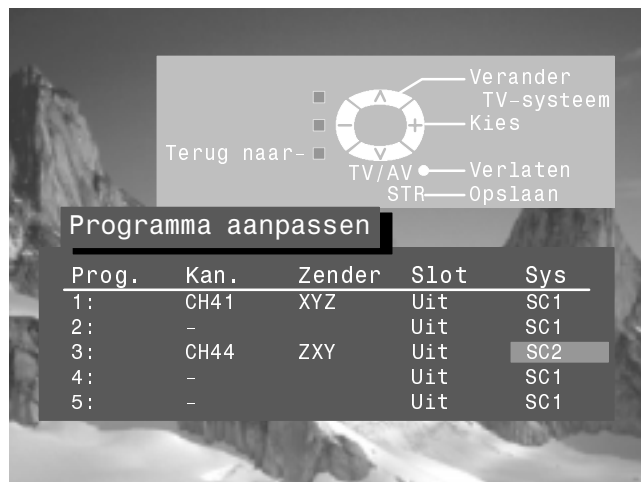 Verander
TV-systeem
Kies
Terug naar-
TV/AV Verlaten
STR Opslaan
Programma aanpassen
Prog. Kan. Zender Slot Sys
1: CH41 XYZ Uit SC1
2: - Uit SC1
3: CH44 ZXY Uit SC2
4: - Uit SC1
5: - Uit SC1